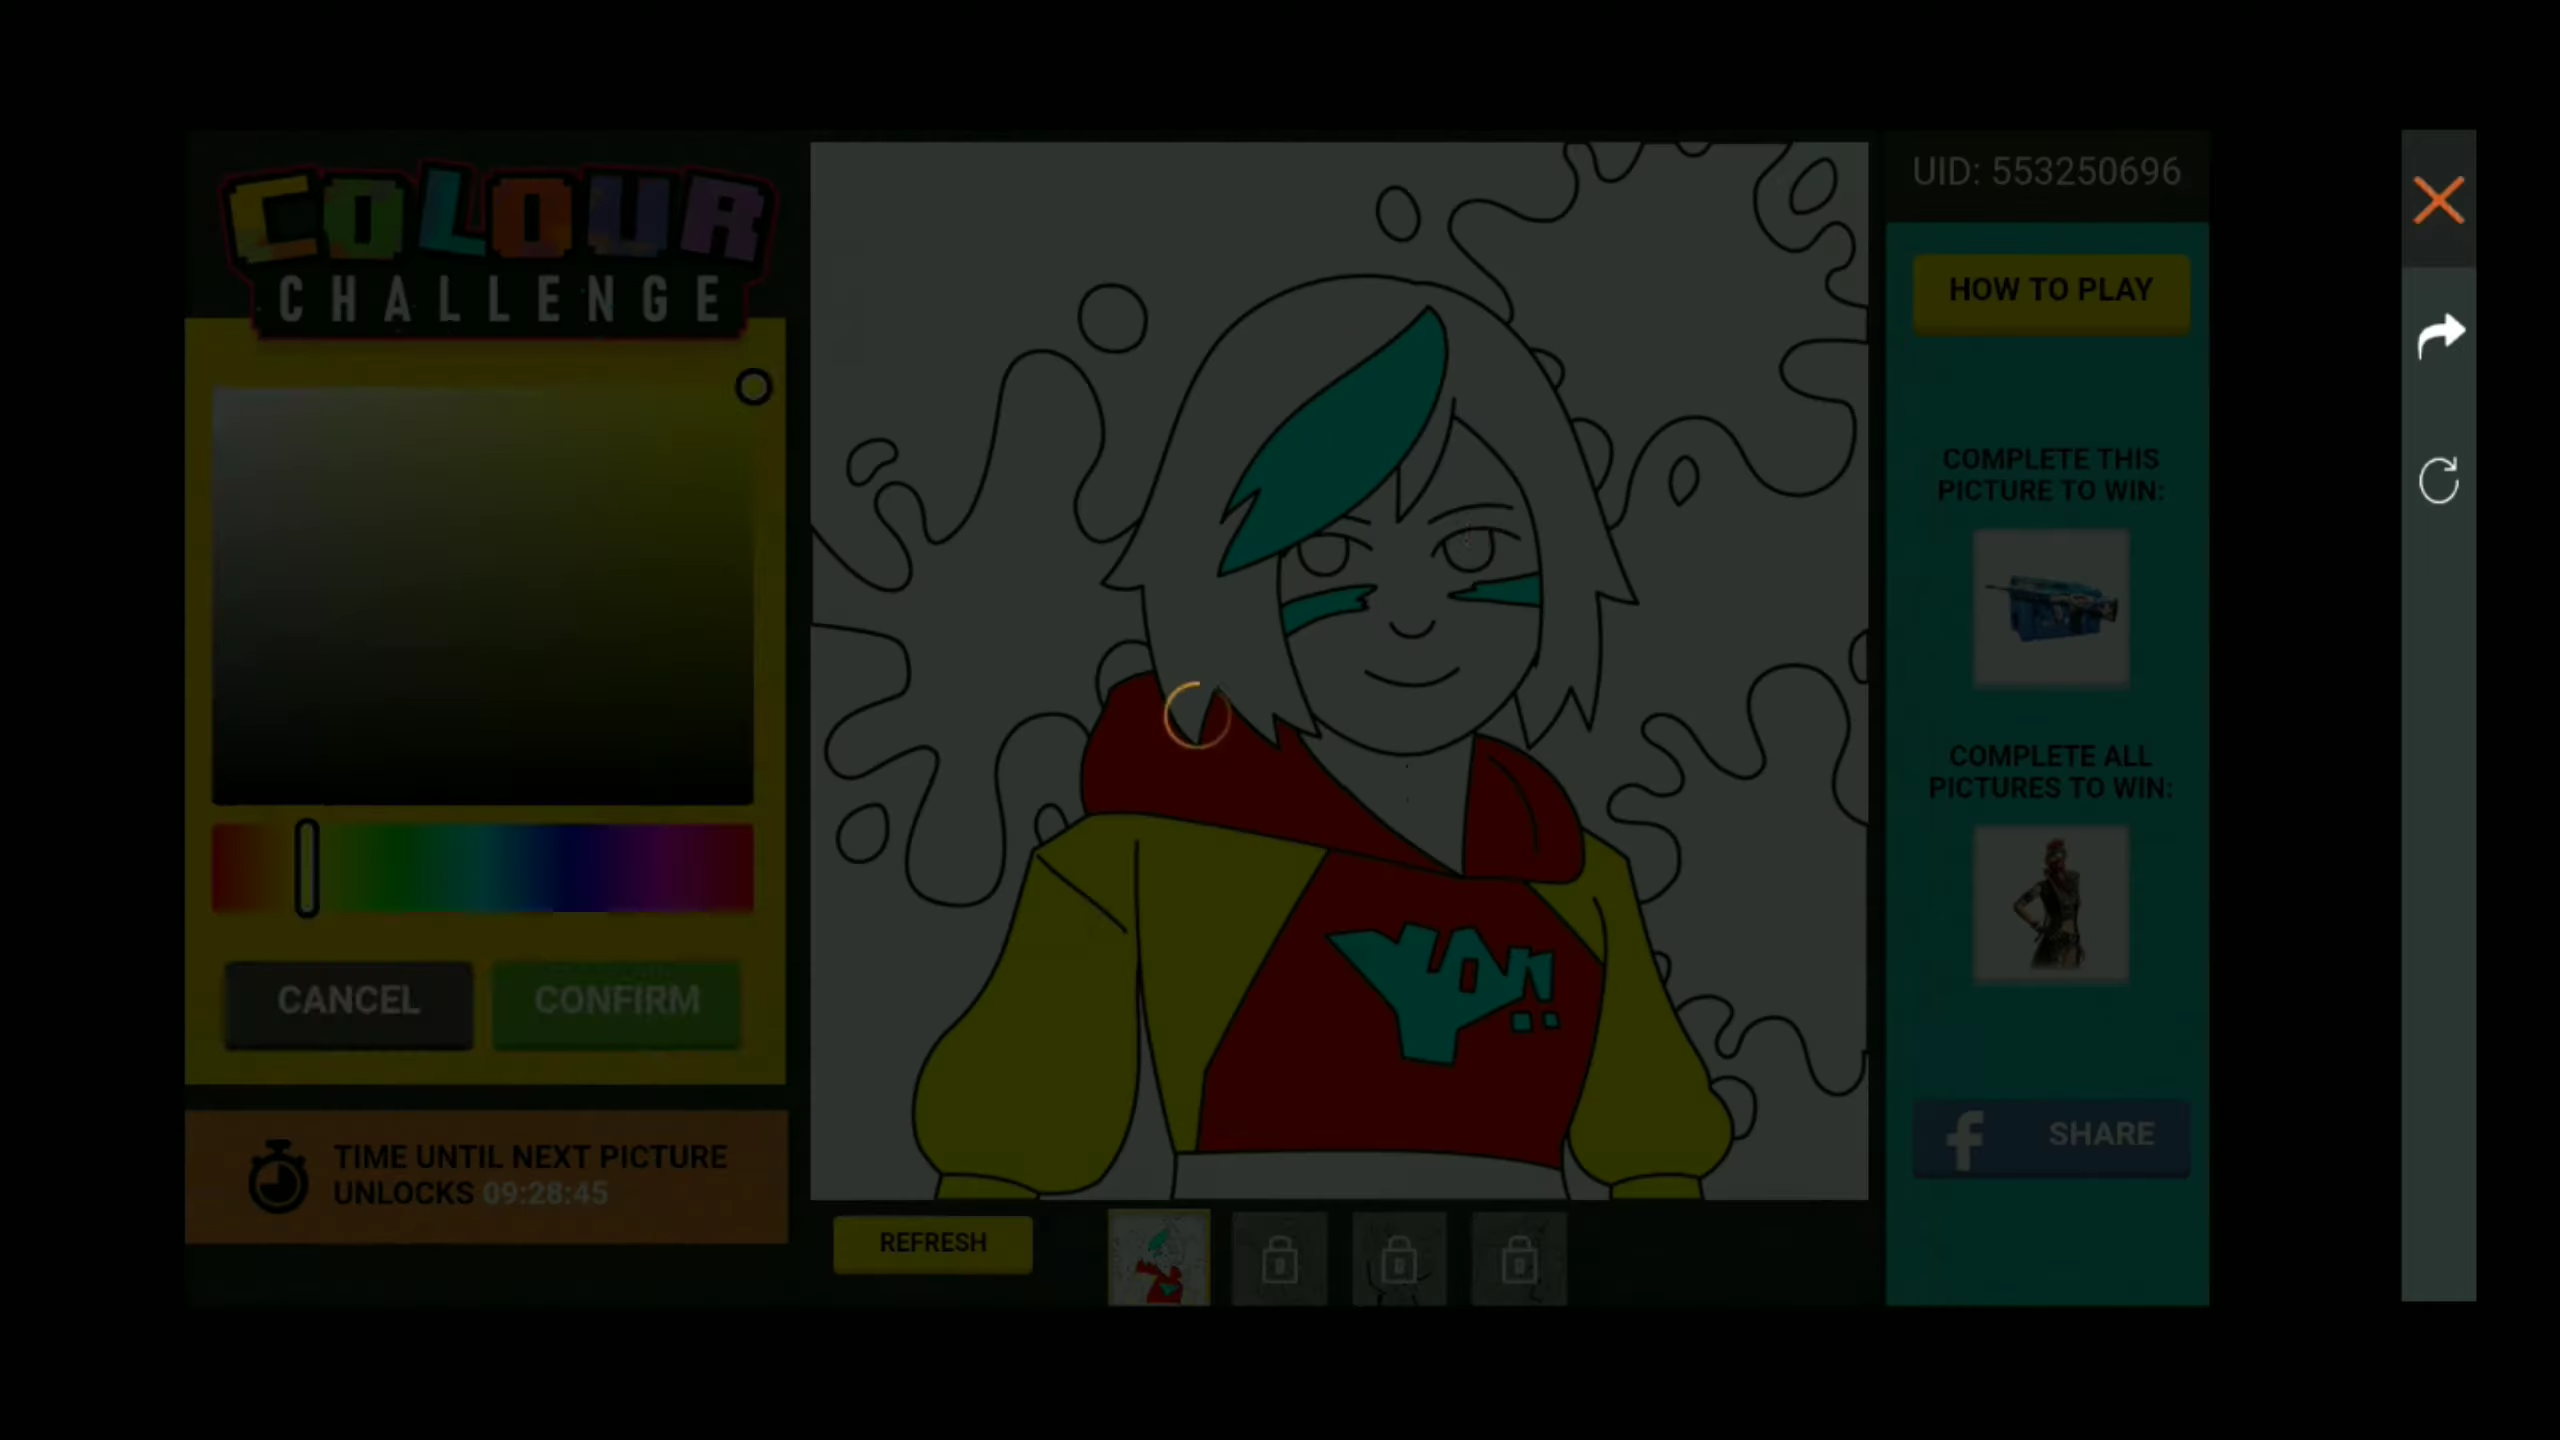 COLOUR
CHALLENGE
CANCEL
CONFIRM
TIME UNTIL NEXT PICTURE
UNLOCKS 09:28:45
YO!!
REFRESH
UID: 553250696
HOW TO PLAY
COMPLETE THIS
PICTURE TO WIN:
COMPLETE ALL
PICTURES TO WIN:
f SHARE